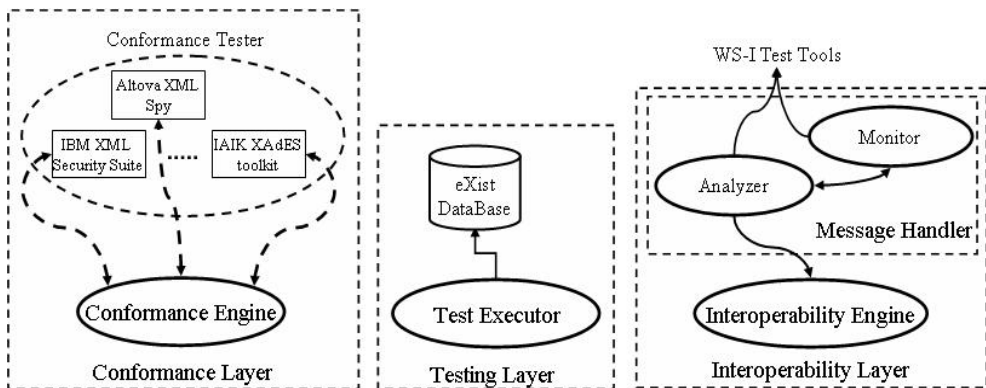 Conformance Tester
Altova XML
Spy
IBM XML
Security Suite
IAIK XAdES
toolkit
Conformance Engine
Conformance Layer
eXist
DataBase
Test Executor
Testing Layer
WS-I Test Tools
Monitor
Analyzer
Message Handler
Interoperability Engine
Interoperability Layer